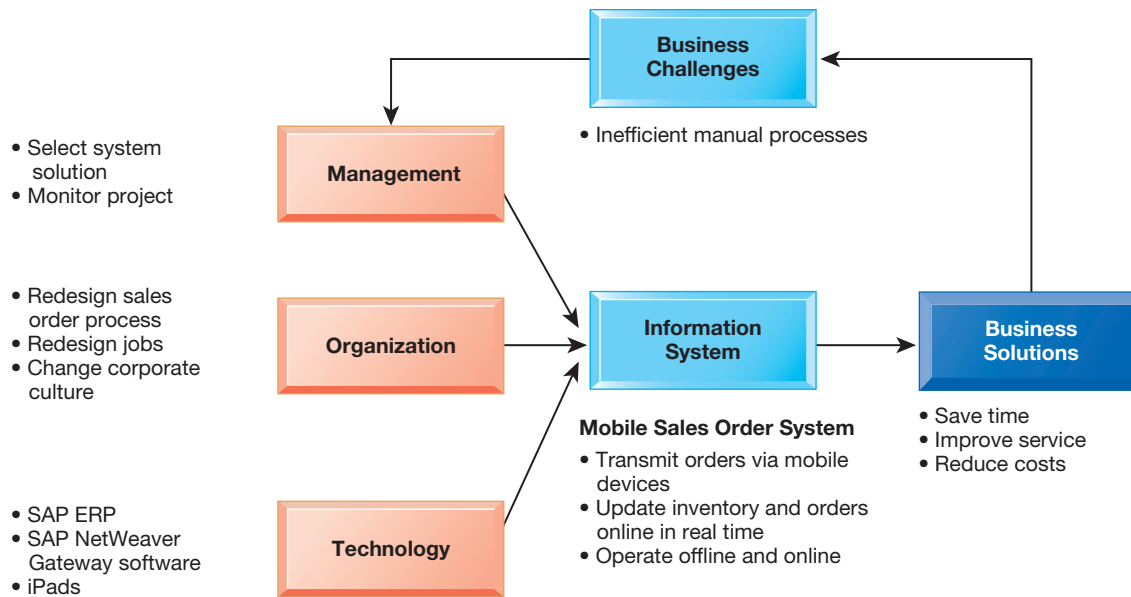 Business
Challenges
• Inefficient manual processes
• Select system
solution
• Monitor project
Management
• Redesign sales
order process
• Redesign jobs
• Change corporate
culture
Organization
Information
System
Business
Solutions
Mobile Sales Order System
• Transmit orders via mobile
devices
• Update inventory and orders
online in real time
• Operate offline and online
• Save time
• Improve service
• Reduce costs
• SAP ERP
• SAP NetWeaver
Gateway software
• iPads
Technology